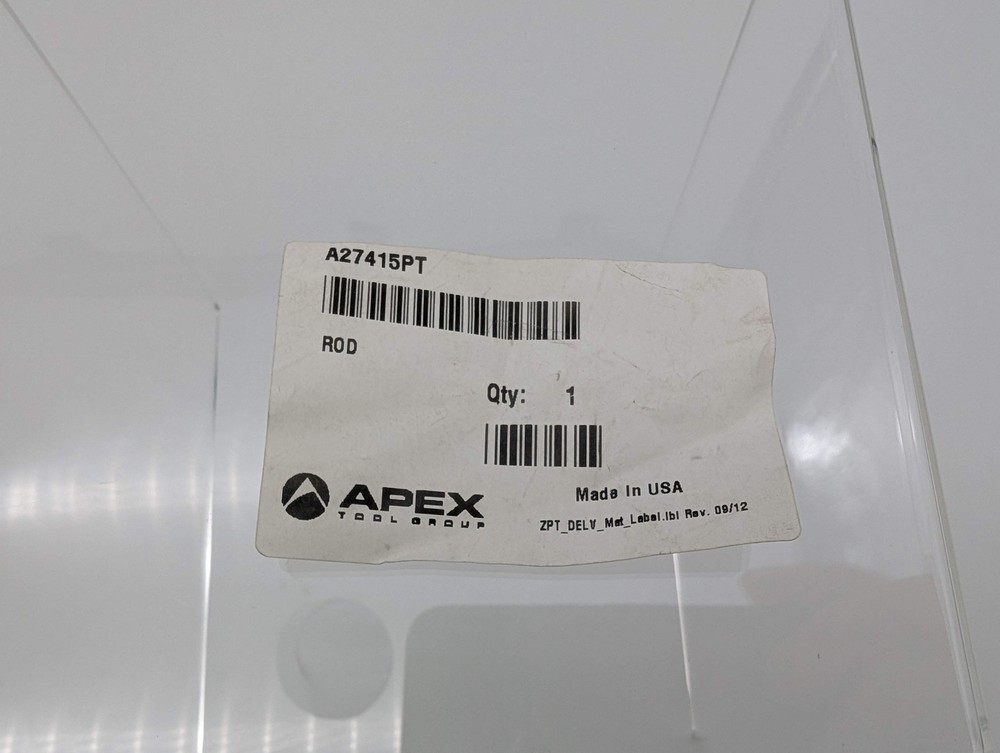 A27415PT
ROD
Qty: 1
APEX
TOOL GROUP
Made In USA
ZPT_DELV_Mat_Label.lbl Rev. 09/12